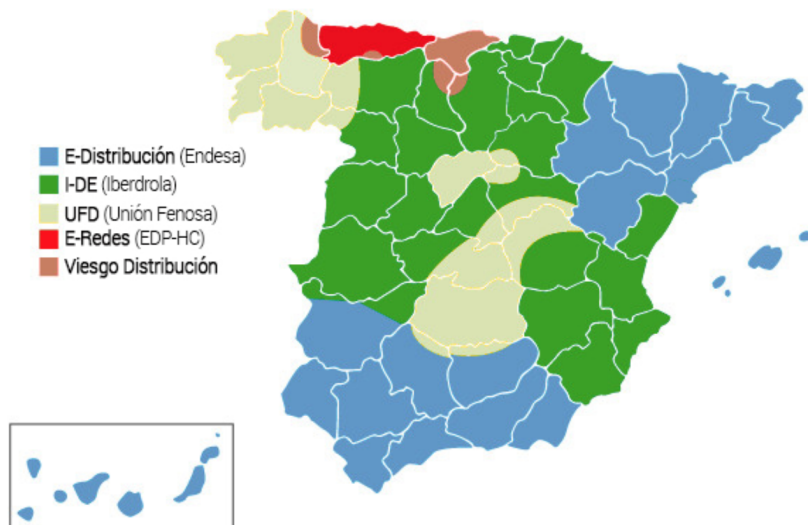 E-Distribución (Endesa)
I-DE (Iberdrola)
UFD (Unión Fenosa)
E-Redes (EDP-HC)
Viesgo Distribución